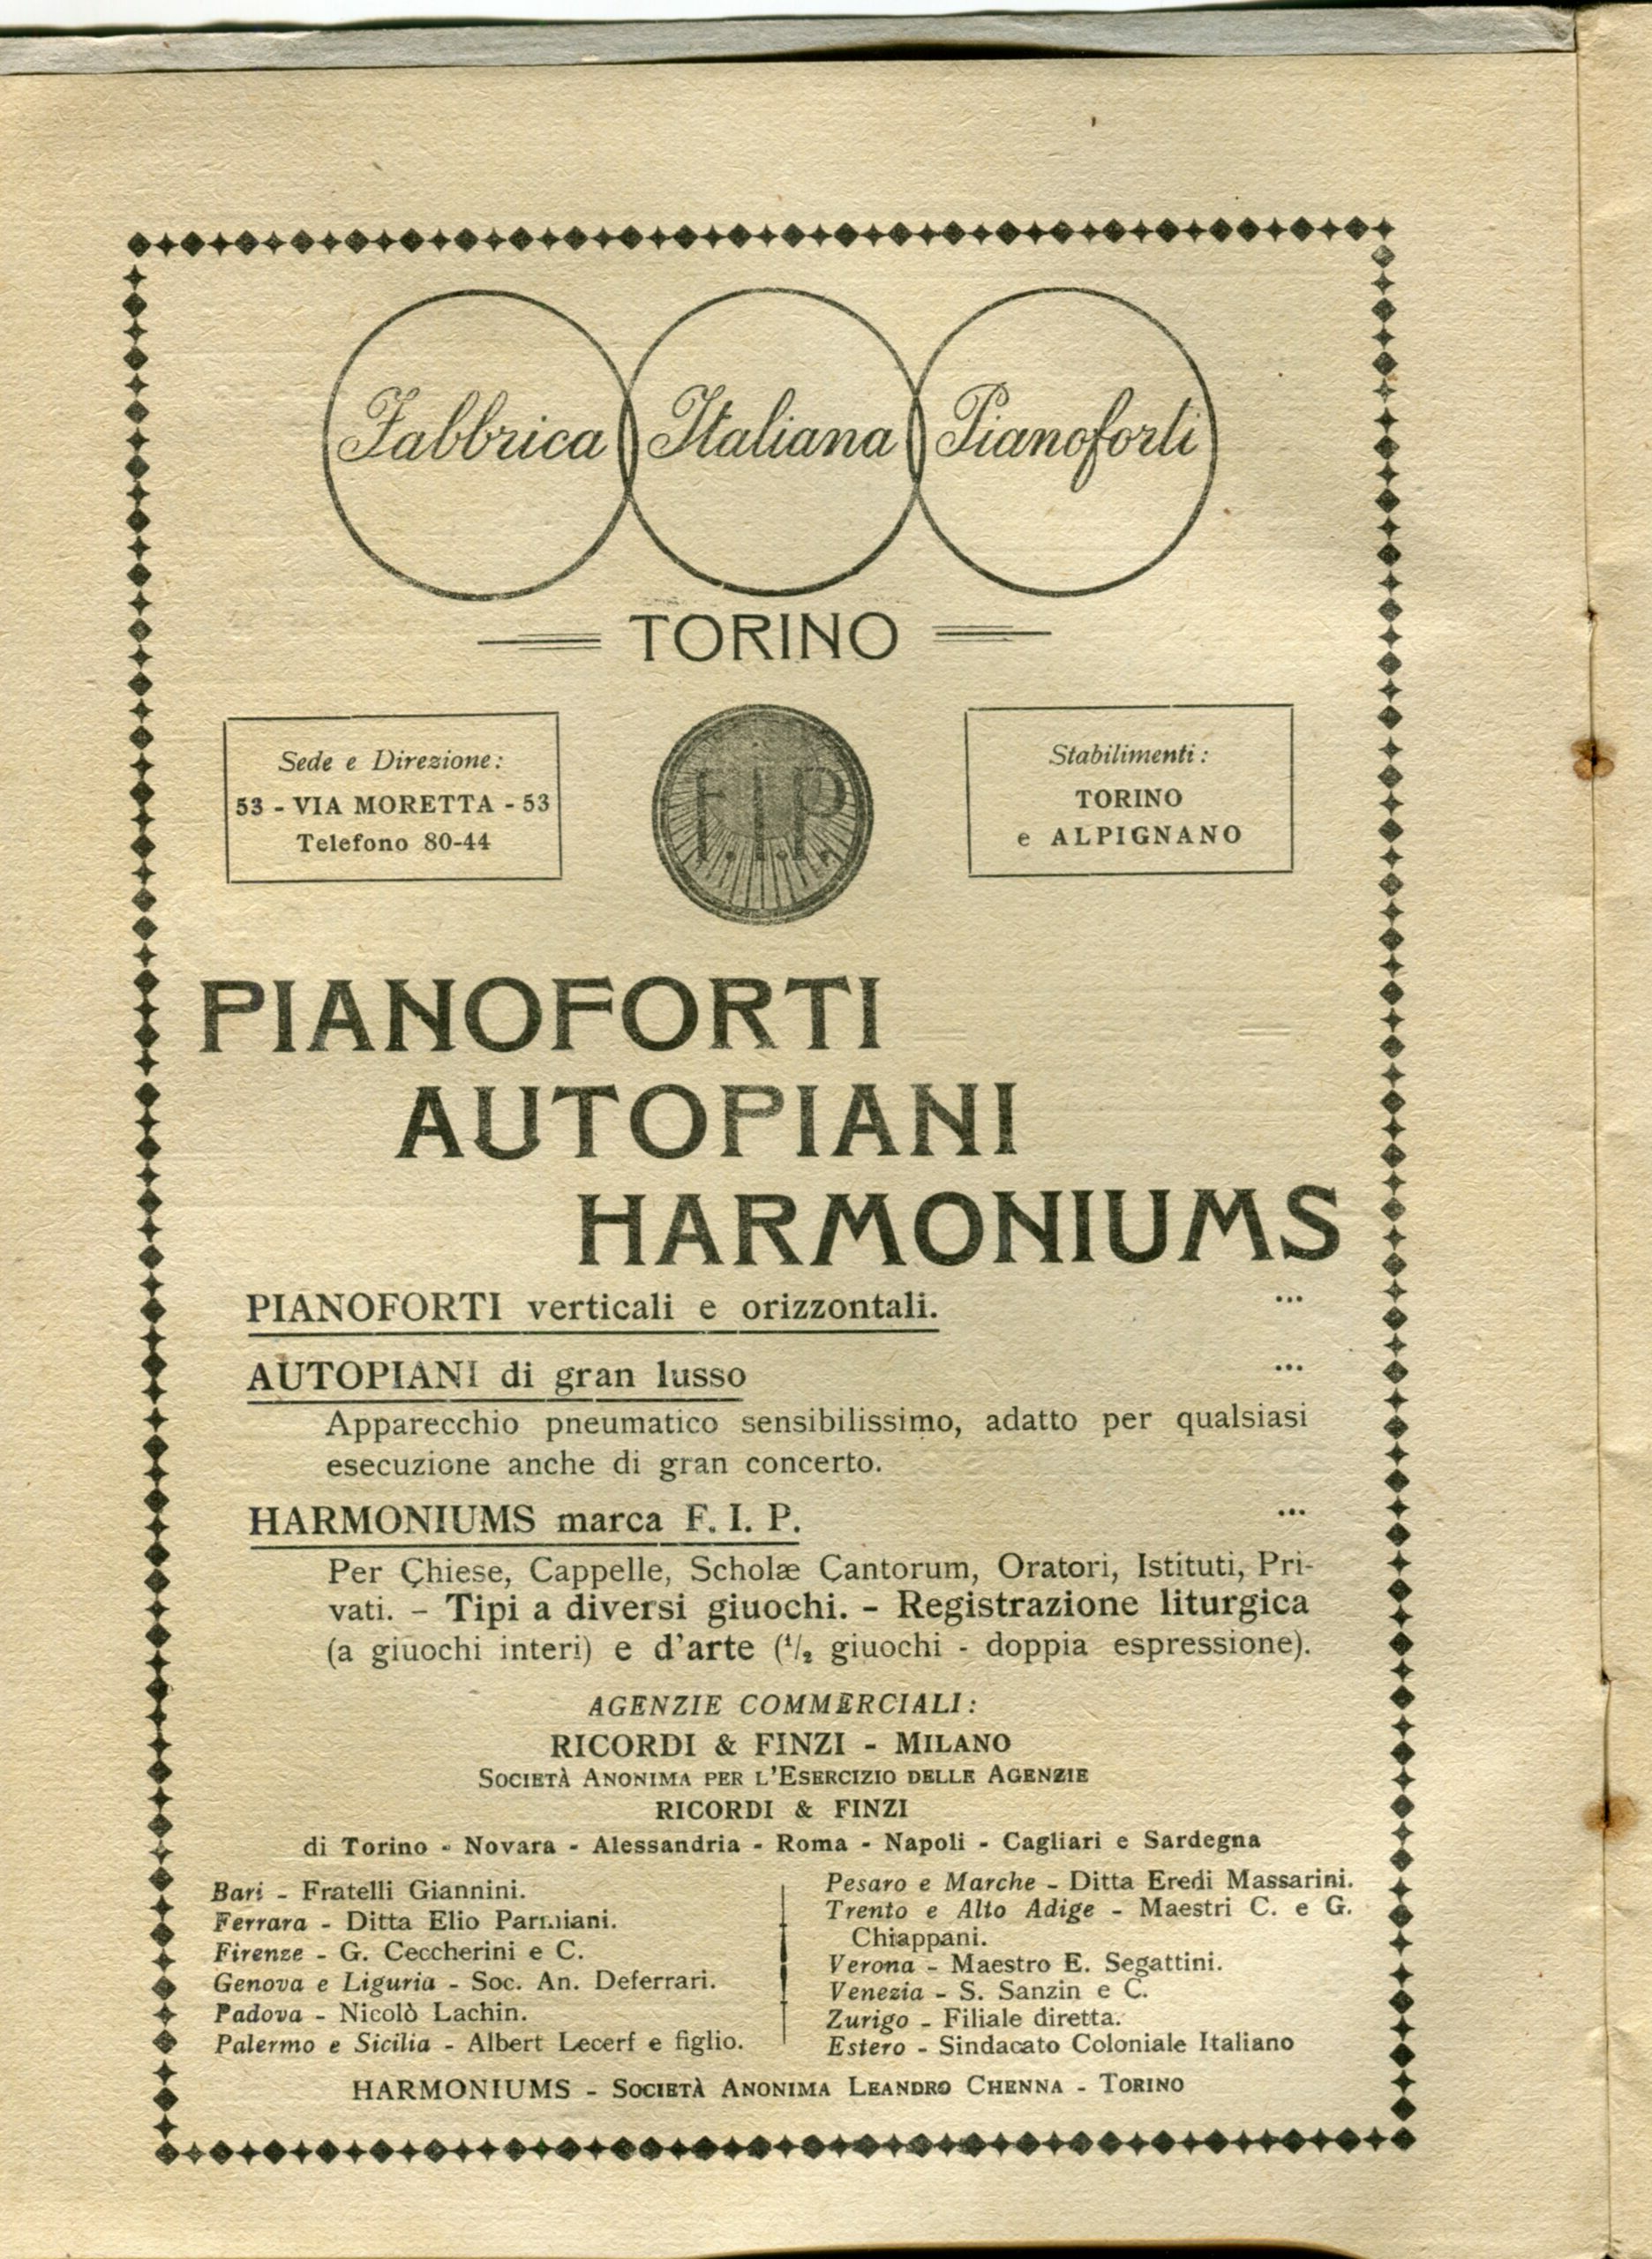 Fabbrica Italiana Pianoforti
TORINO
Sede e Direzione:
53 - VIA MORETTA - 53
Telefono 80-44
F.I.P.
Stabilimenti:
TORINO
e ALPIGNANO
PIANOFORTI
AUTOPIANI
HARMONIUMS
PIANOFORTI verticali e orizzontali. ...
AUTOPIANI di gran lusso ...
Apparecchio pneumatico sensibilissimo, adatto per qualsiasi
esecuzione anche di gran concerto.
HARMONIUMS marca F. I. P. ...
Per Chiese, Cappelle, Scholæ Cantorum, Oratori, Istituti, Pri-
vati. - Tipi a diversi giuochi. - Registrazione liturgica
(a giuochi interi) e d'arte (1/2 giuochi - doppia espressione).
AGENZIE COMMERCIALI:
RICORDI & FINZI - MILANO
SOCIETÀ ANONIMA PER L'ESERCIZIO DELLE AGENZIE
RICORDI & FINZI
di Torino - Novara - Alessandria - Roma - Napoli - Cagliari e Sardegna
Bari - Fratelli Giannini.
Ferrara - Ditta Elio Parmiani.
Firenze - G. Ceccherini e C.
Genova e Liguria - Soc. An. Deferrari.
Padova - Nicolò Lachin.
Palermo e Sicilia - Albert Lecerf e figlio.
Pesaro e Marche - Ditta Eredi Massarini.
Trento e Alto Adige - Maestri C. e G.
Chiappani.
Verona - Maestro E. Segattini.
Venezia - S. Sanzin e C.
Zurigo - Filiale diretta.
Estero - Sindacato Coloniale Italiano
HARMONIUMS - SOCIETÀ ANONIMA LEANDRO CHENNA - TORINO